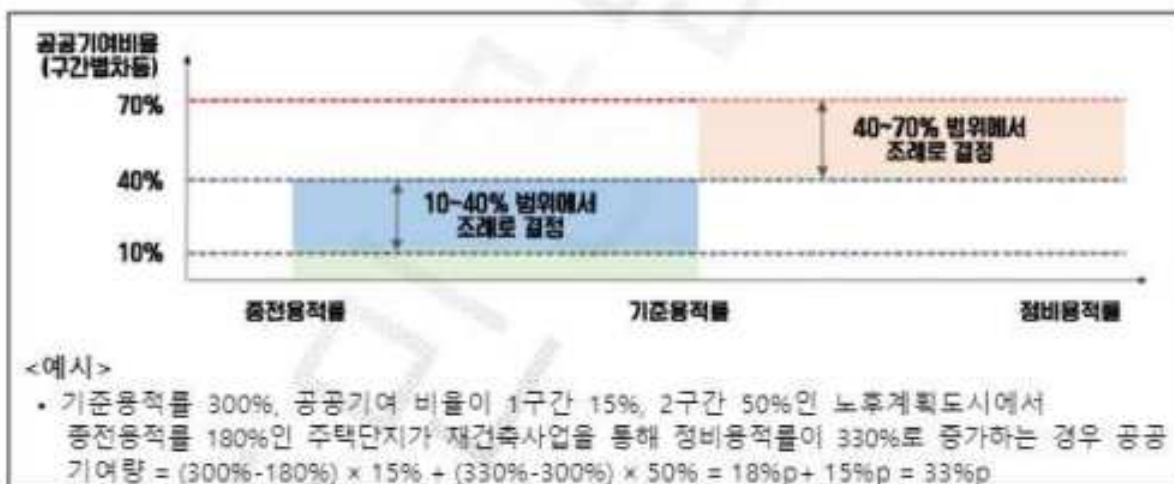 공공기여비율
(구간별차등)
70%
40~70% 범위에서
조례로 결정
40%
10~40% 범위에서
조례로 결정
10%
종전용적률
기준용적률
정비용적률
<예시>
• 기준용적률 300%, 공공기여 비율이 1구간 15%, 2구간 50%인 노후계획도시에서
종전용적률 180%인 주택단지가 재건축사업을 통해 정비용적률이 330%로 증가하는 경우 공공
기여량 = (300%-180%) × 15% + (330%-300%) × 50% = 18%p+ 15%p = 33%p